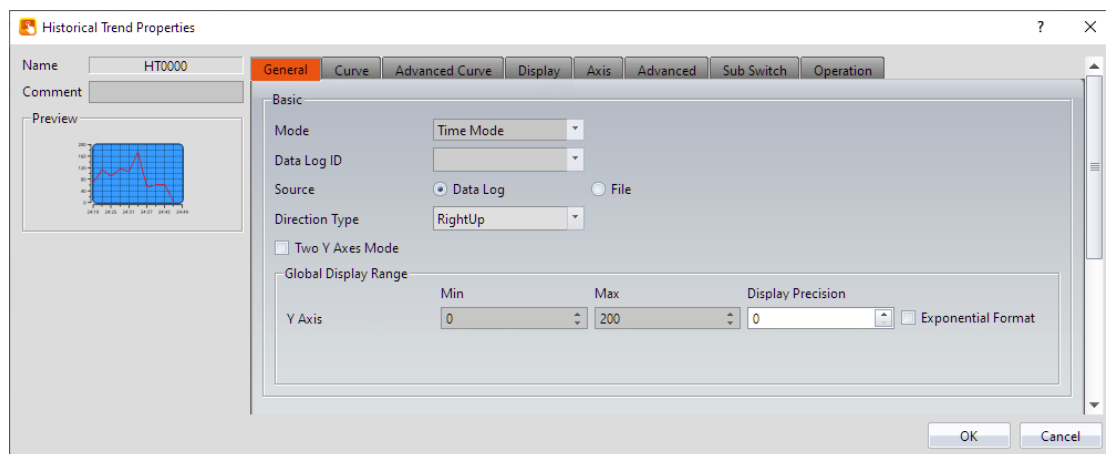 Historical Trend Properties
?
Name HT0000
Comment
Preview
General Curve Advanced Curve Display Axis Advanced Sub Switch Operation
Basic
Mode Time Mode
Data Log ID
Source Data Log File
Direction Type RightUp
Two Y Axes Mode
Global Display Range
Min Max Display Precision
Y Axis 0 200 0 Exponential Format
OK Cancel